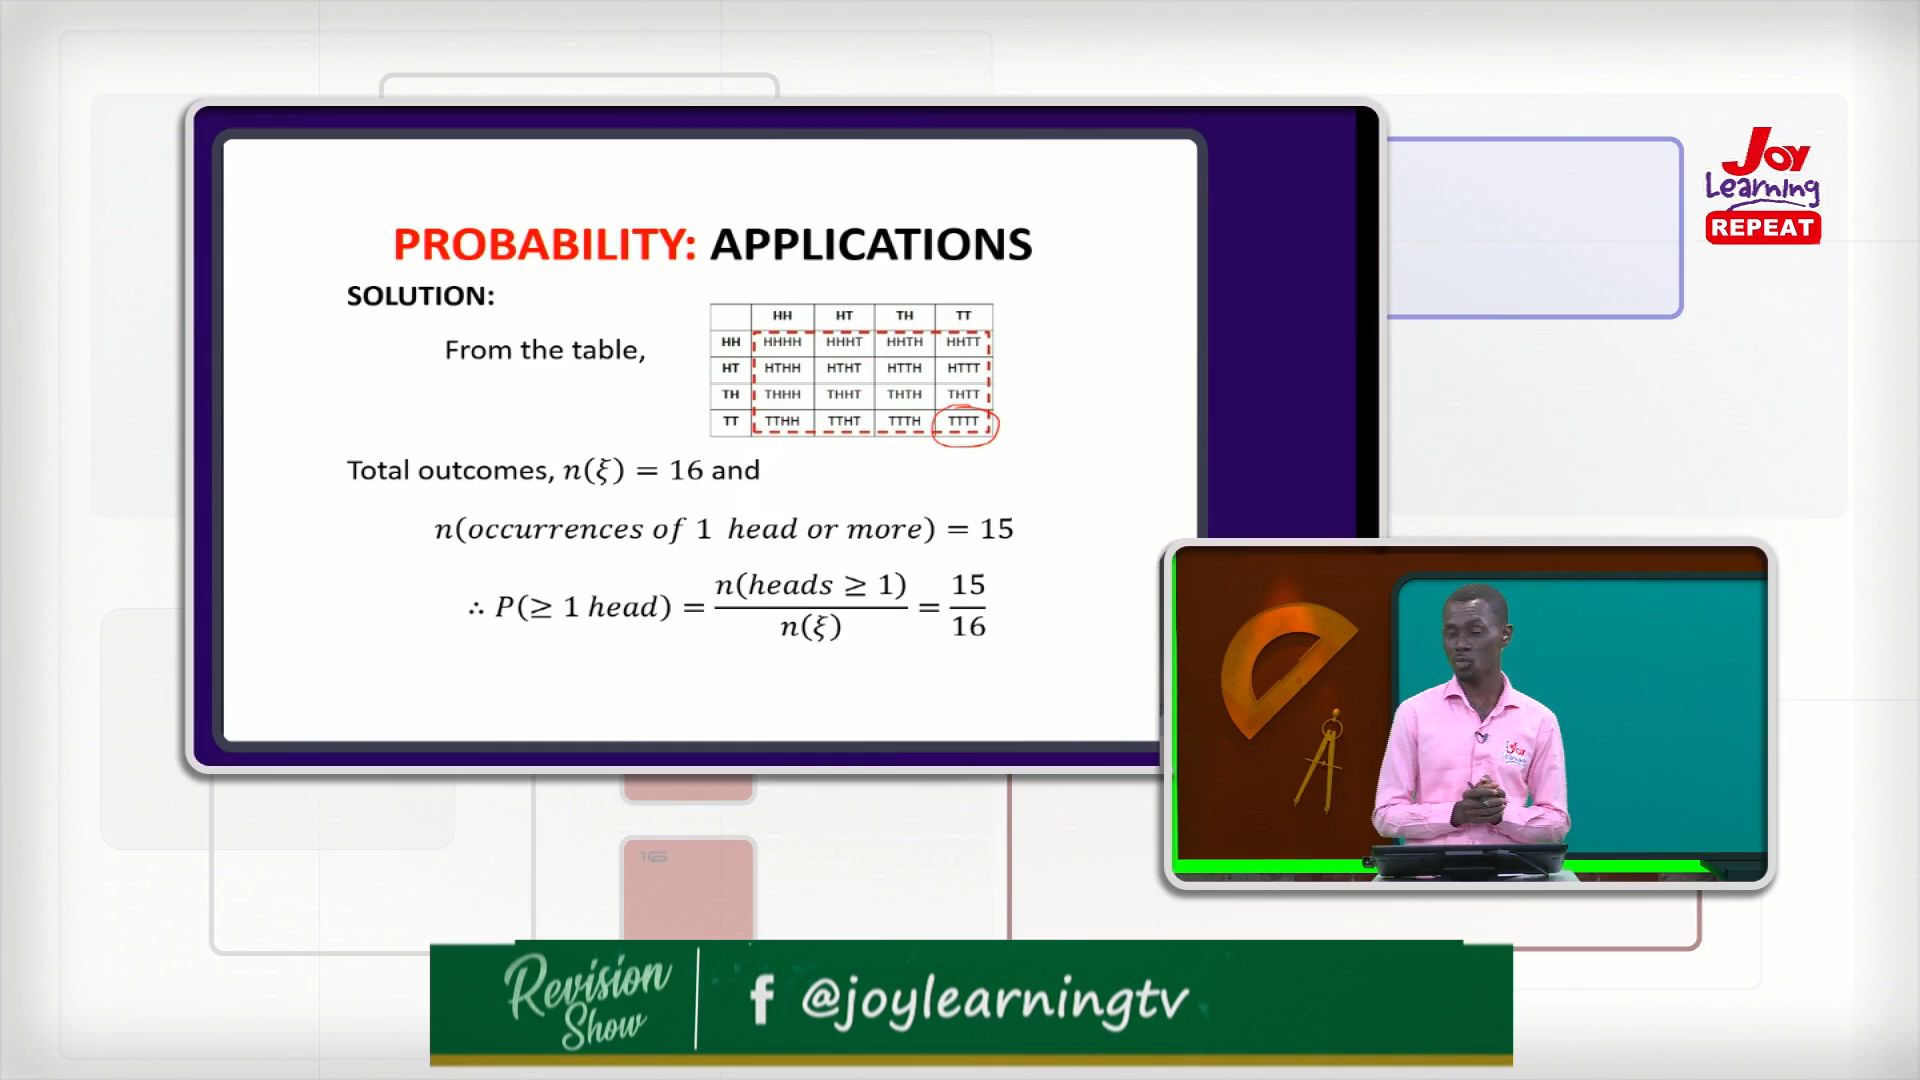 PROBABILITY: APPLICATIONS
SOLUTION:
From the table,
HH HT TH TT
HH HHHH HHHT HHTH HHTT
HT HTHH HTHT HTTH HTTT
TH THHH THHT THTH THTT
TT TTHH TTHT TTTH TTTT
Total outcomes, n(ξ) = 16 and
n(occurrences of 1 head or more) = 15
∴ P(≥ 1 head) = n(heads ≥ 1) / n(ξ) = 15 / 16
Joy
Learning
REPEAT
16
Revision
Show
f @joylearningtv